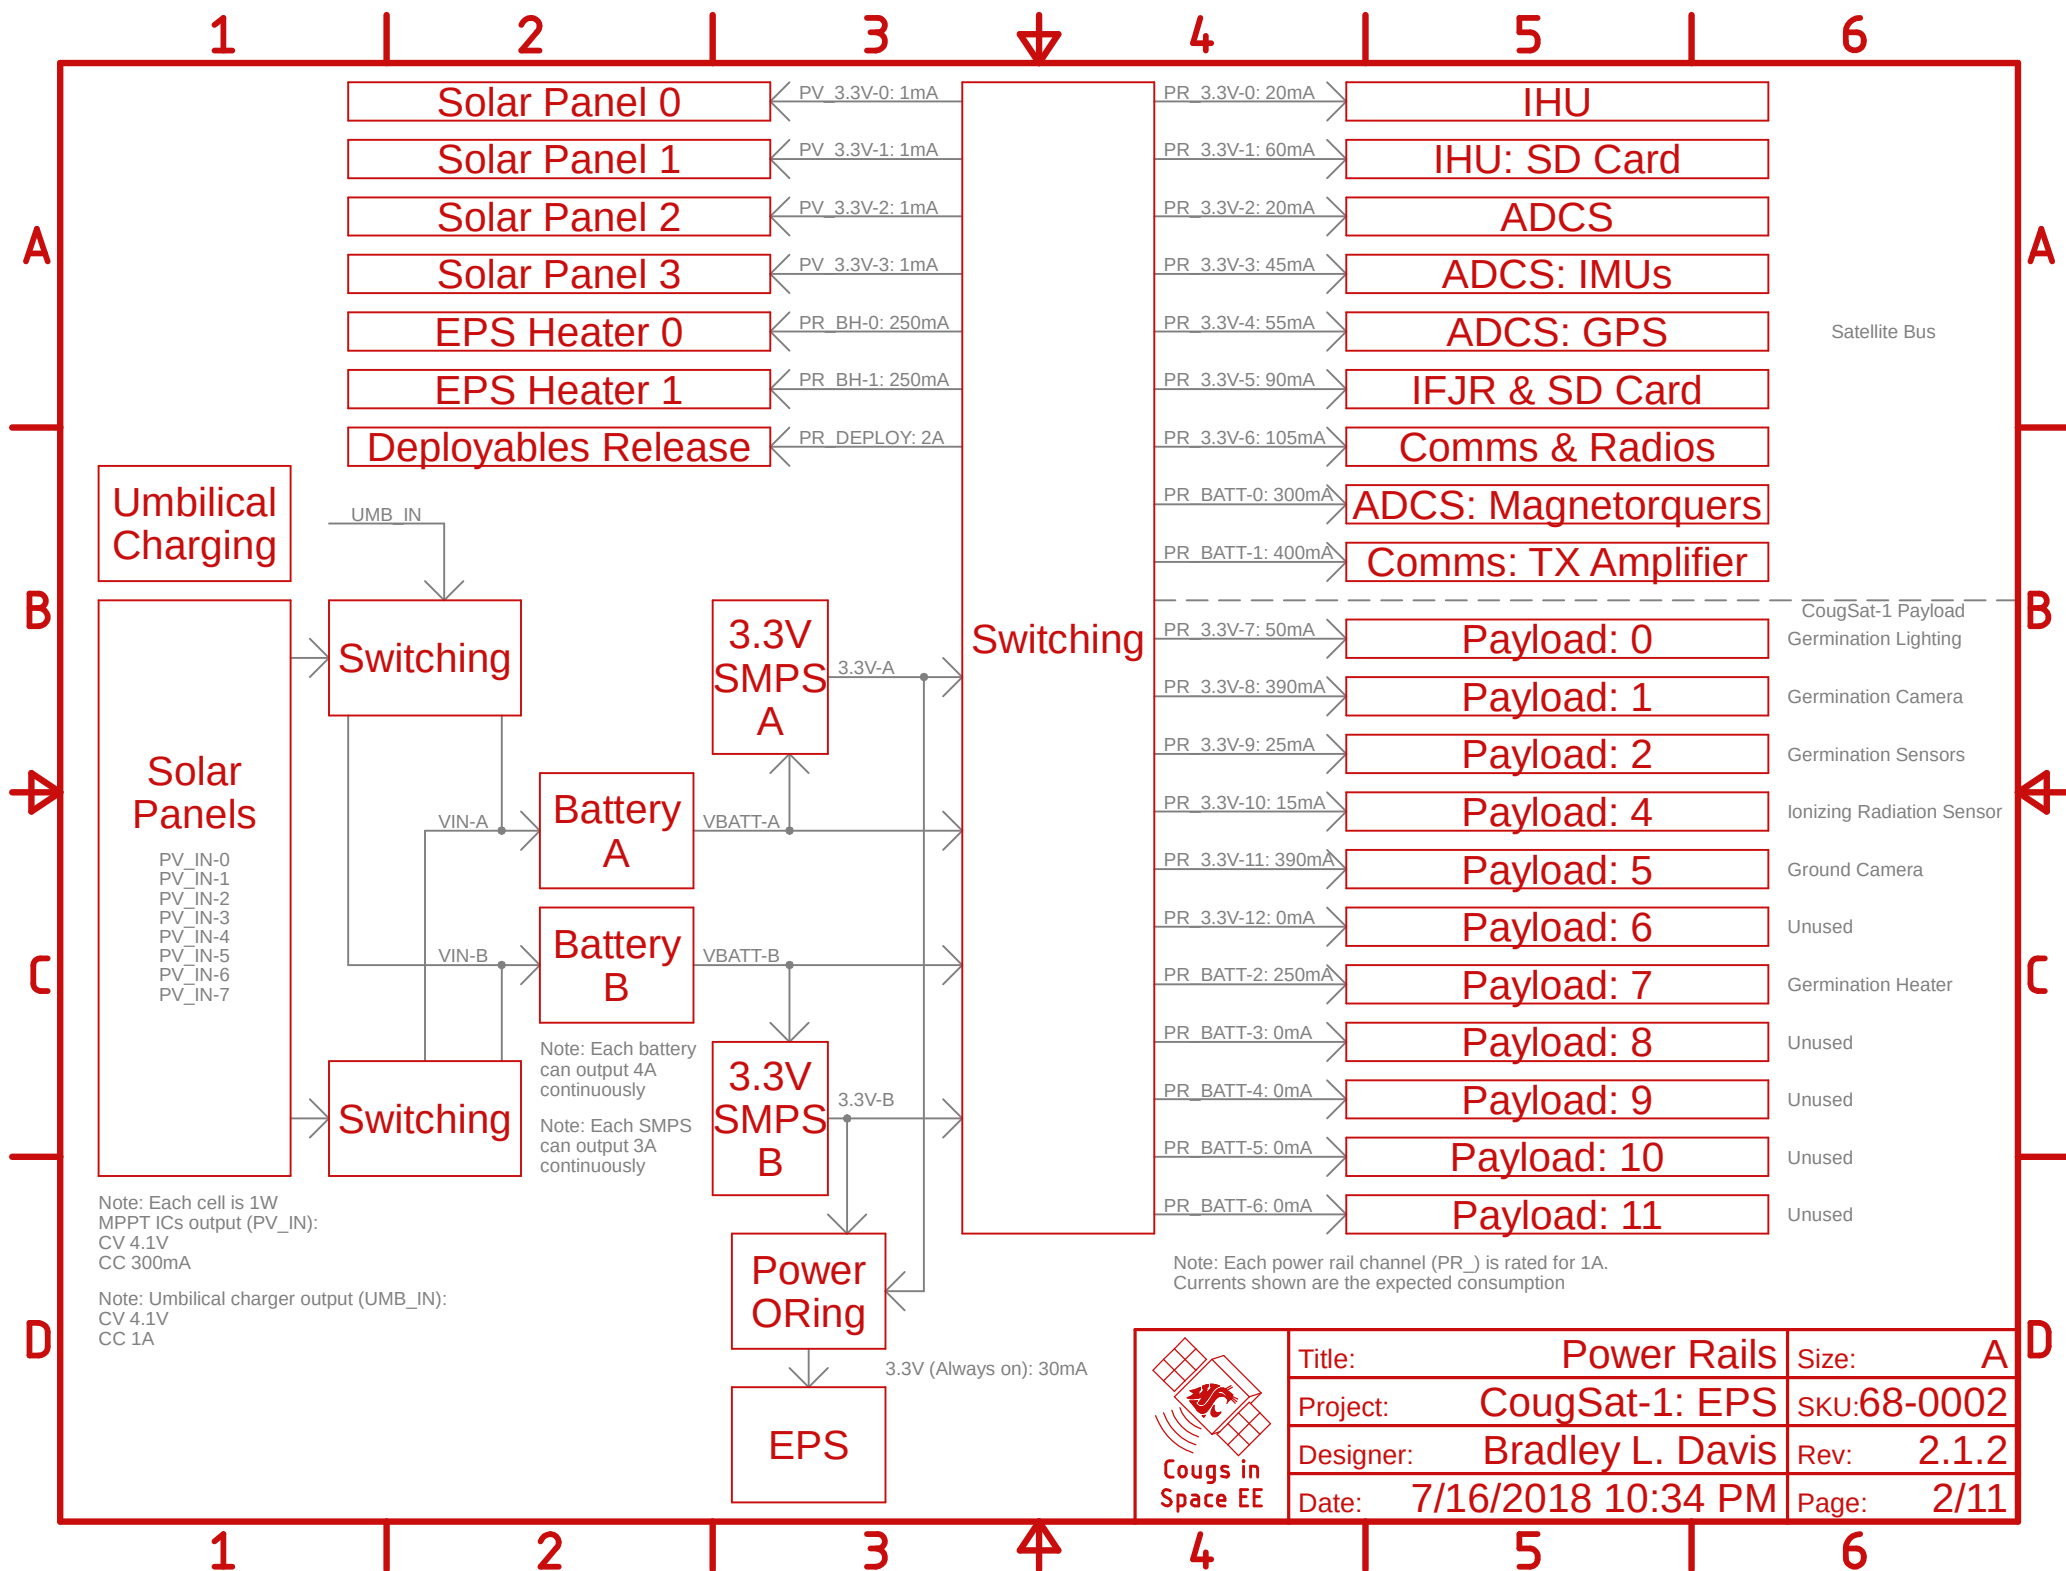 1 2 3 4 5 6
A
B
C
D
A
B
C
D
Solar Panel 0
Solar Panel 1
Solar Panel 2
Solar Panel 3
EPS Heater 0
EPS Heater 1
Deployables Release
PV_3.3V-0: 1mA
PV_3.3V-1: 1mA
PV_3.3V-2: 1mA
PV_3.3V-3: 1mA
PR_BH-0: 250mA
PR_BH-1: 250mA
PR_DEPLOY: 2A
Umbilical
Charging
UMB_IN
Switching
Solar
Panels
PV_IN-0
PV_IN-1
PV_IN-2
PV_IN-3
PV_IN-4
PV_IN-5
PV_IN-6
PV_IN-7
Switching
VIN-A
VIN-B
Battery
A
Battery
B
VBATT-A
VBATT-B
3.3V
SMPS
A
3.3V-A
3.3V
SMPS
B
3.3V-B
Note: Each battery
can output 4A
continuously
Note: Each SMPS
can output 3A
continuously
Note: Each cell is 1W
MPPT ICs output (PV_IN):
CV 4.1V
CC 300mA
Note: Umbilical charger output (UMB_IN):
CV 4.1V
CC 1A
Power
ORing
3.3V (Always on): 30mA
EPS
Switching
PR_3.3V-0: 20mA
IHU
PR_3.3V-1: 60mA
IHU: SD Card
PR_3.3V-2: 20mA
ADCS
PR_3.3V-3: 45mA
ADCS: IMUs
PR_3.3V-4: 55mA
ADCS: GPS
Satellite Bus
PR_3.3V-5: 90mA
IFJR & SD Card
PR_3.3V-6: 105mA
Comms & Radios
PR_BATT-0: 300mA
ADCS: Magnetorquers
PR_BATT-1: 400mA
Comms: TX Amplifier
CougSat-1 Payload
PR_3.3V-7: 50mA
Payload: 0
Germination Lighting
PR_3.3V-8: 390mA
Payload: 1
Germination Camera
PR_3.3V-9: 25mA
Payload: 2
Germination Sensors
PR_3.3V-10: 15mA
Payload: 4
Ionizing Radiation Sensor
PR_3.3V-11: 390mA
Payload: 5
Ground Camera
PR_3.3V-12: 0mA
Payload: 6
Unused
PR_BATT-2: 250mA
Payload: 7
Germination Heater
PR_BATT-3: 0mA
Payload: 8
Unused
PR_BATT-4: 0mA
Payload: 9
Unused
PR_BATT-5: 0mA
Payload: 10
Unused
PR_BATT-6: 0mA
Payload: 11
Unused
Note: Each power rail channel (PR_) is rated for 1A.
Currents shown are the expected consumption
Cougs in
Space EE
Title: Power Rails
Size: A
Project: CougSat-1: EPS
SKU:68-0002
Designer: Bradley L. Davis
Rev: 2.1.2
Date: 7/16/2018 10:34 PM
Page: 2/11
1 2 3 4 5 6